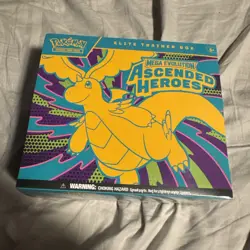 Pokémon
ELITE TRAINER BOX
MEGA EVOLUTION
ASCENDED
HEROES
WARNING: CHOKING HAZARD